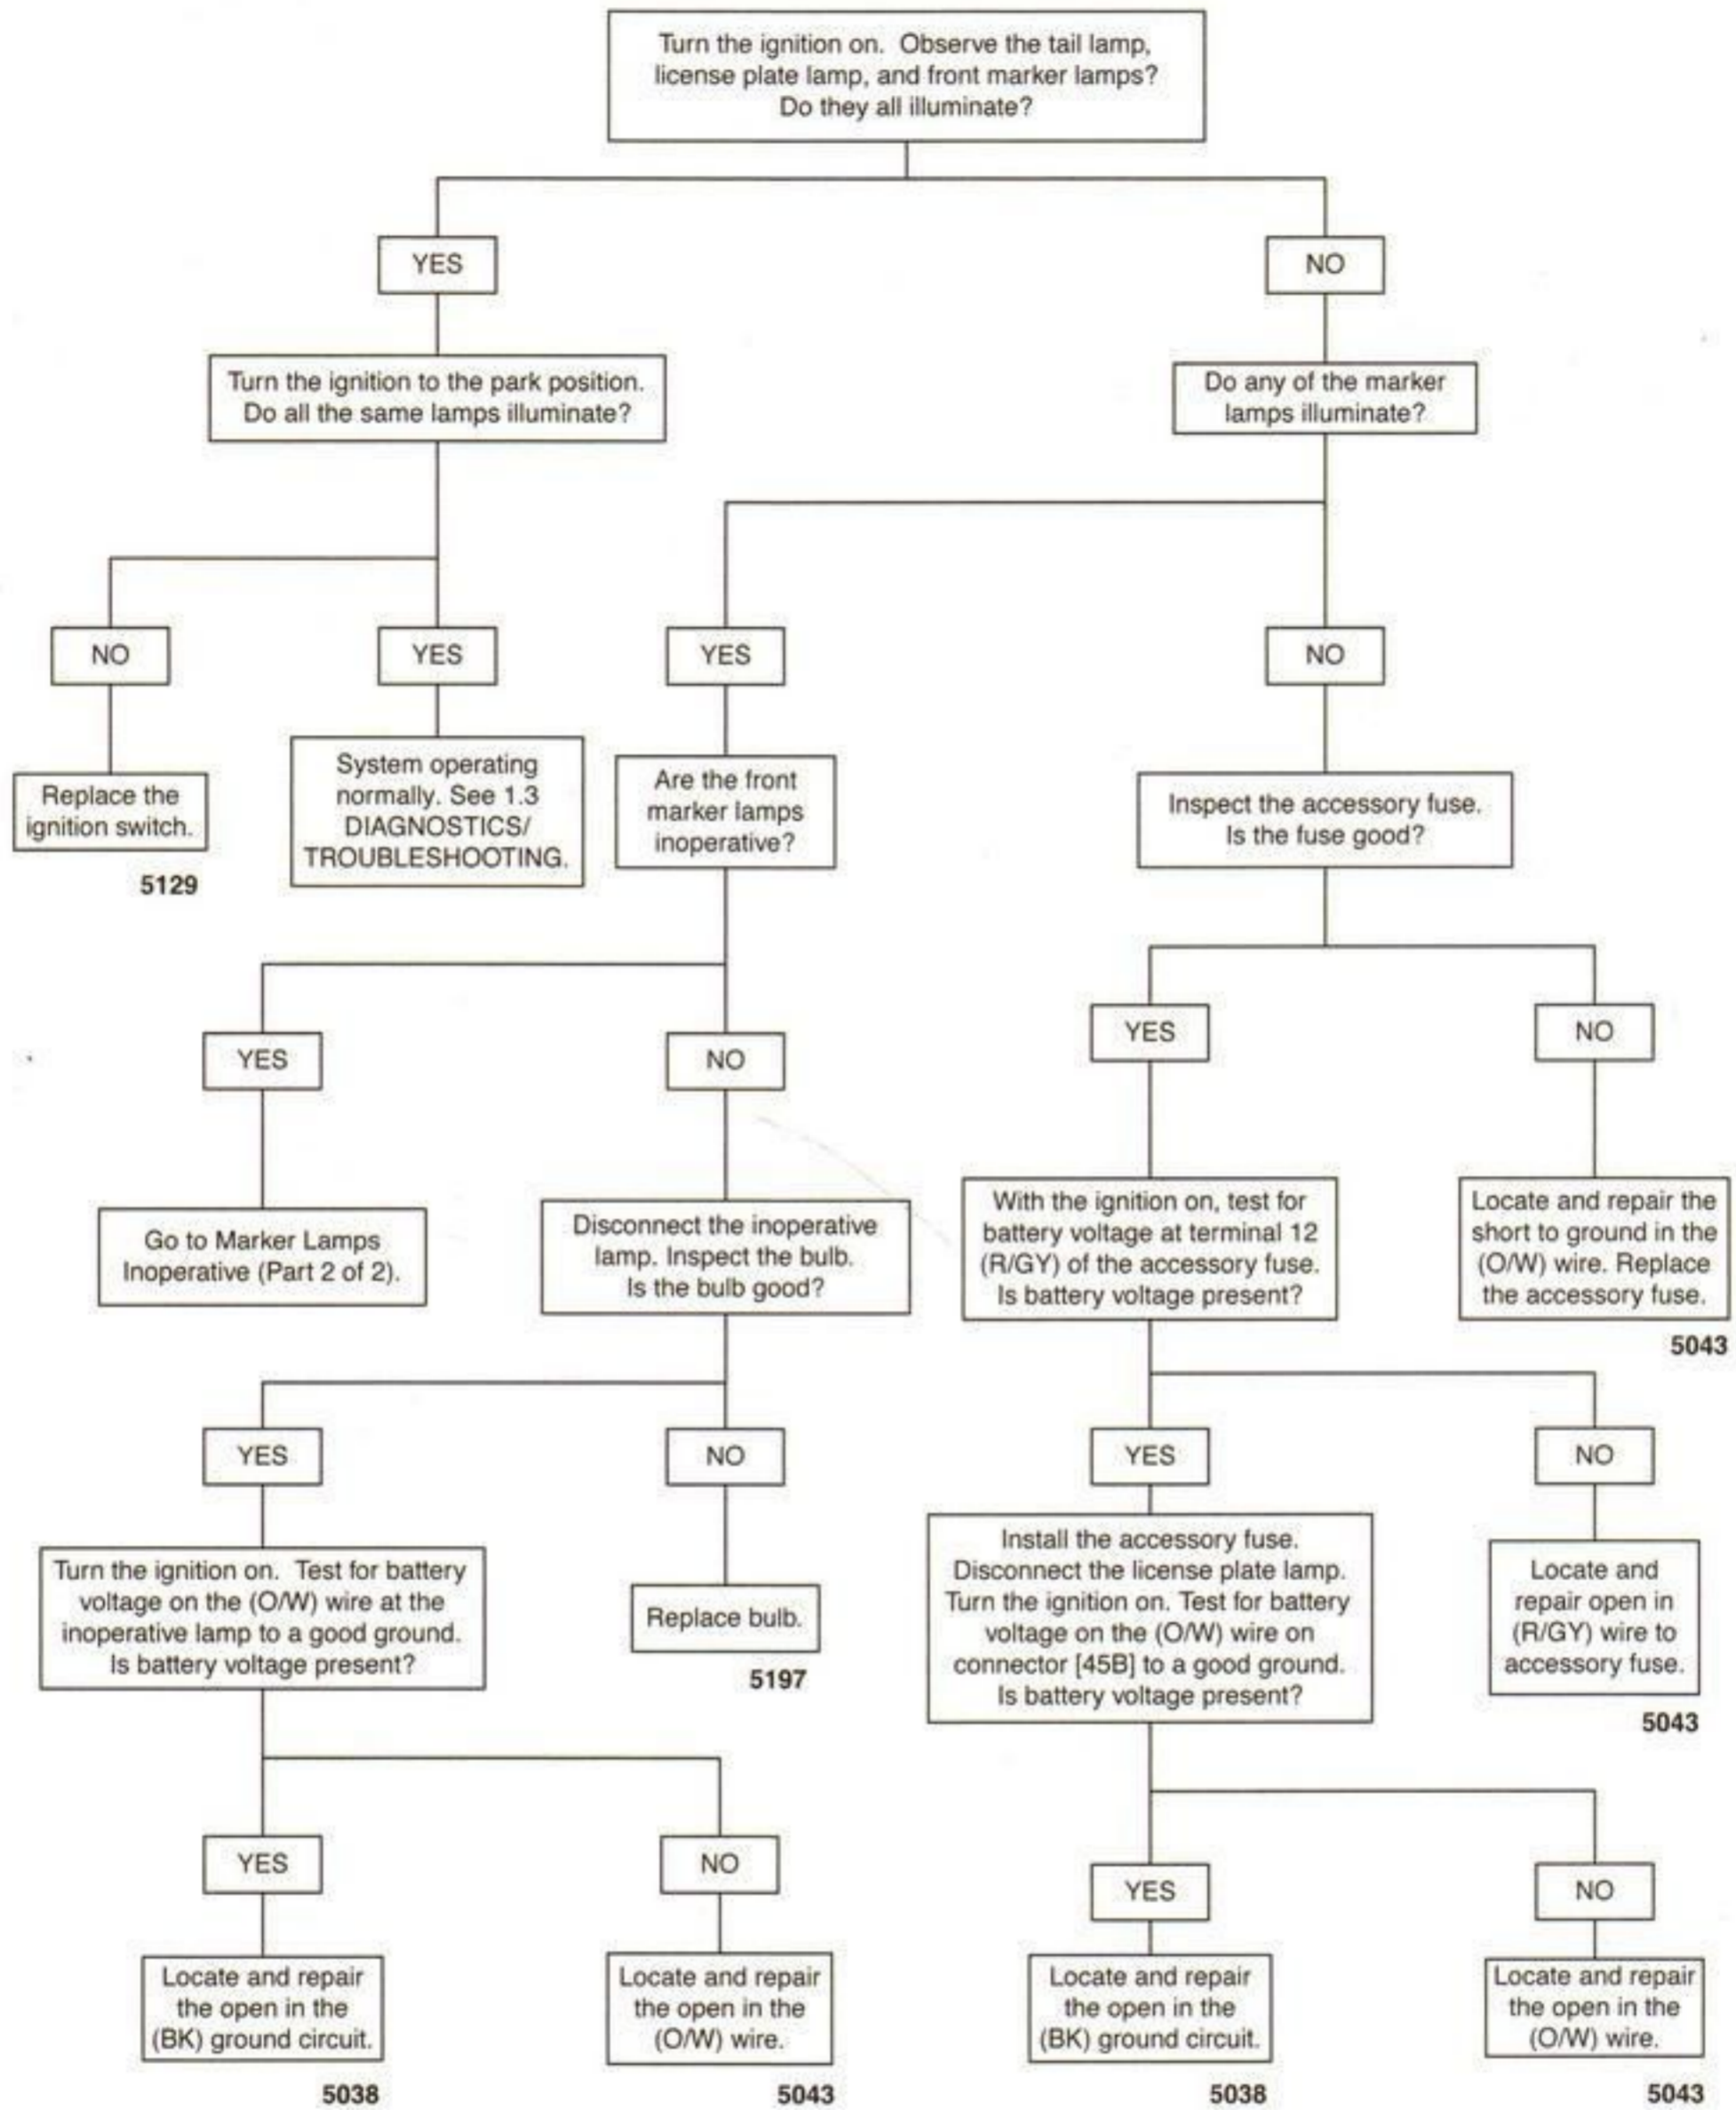 Turn the ignition on. Observe the tail lamp,
license plate lamp, and front marker lamps?
Do they all illuminate?
YES
NO
Turn the ignition to the park position.
Do all the same lamps illuminate?
Do any of the marker
lamps illuminate?
NO
YES
YES
NO
Replace the
ignition switch.
5129
System operating
normally. See 1.3
DIAGNOSTICS/
TROUBLESHOOTING.
Are the front
marker lamps
inoperative?
Inspect the accessory fuse.
Is the fuse good?
YES
NO
YES
NO
Go to Marker Lamps
Inoperative (Part 2 of 2).
Disconnect the inoperative
lamp. Inspect the bulb.
Is the bulb good?
With the ignition on, test for
battery voltage at terminal 12
(R/GY) of the accessory fuse.
Is battery voltage present?
Locate and repair the
short to ground in the
(O/W) wire. Replace
the accessory fuse.
5043
YES
NO
YES
NO
Turn the ignition on. Test for battery
voltage on the (O/W) wire at the
inoperative lamp to a good ground.
Is battery voltage present?
Replace bulb.
5197
Install the accessory fuse.
Disconnect the license plate lamp.
Turn the ignition on. Test for battery
voltage on the (O/W) wire on
connector [45B] to a good ground.
Is battery voltage present?
Locate and
repair open in
(R/GY) wire to
accessory fuse.
5043
YES
NO
YES
NO
Locate and repair
the open in the
(BK) ground circuit.
5038
Locate and repair
the open in the
(O/W) wire.
5043
Locate and repair
the open in the
(BK) ground circuit.
5038
Locate and repair
the open in the
(O/W) wire.
5043